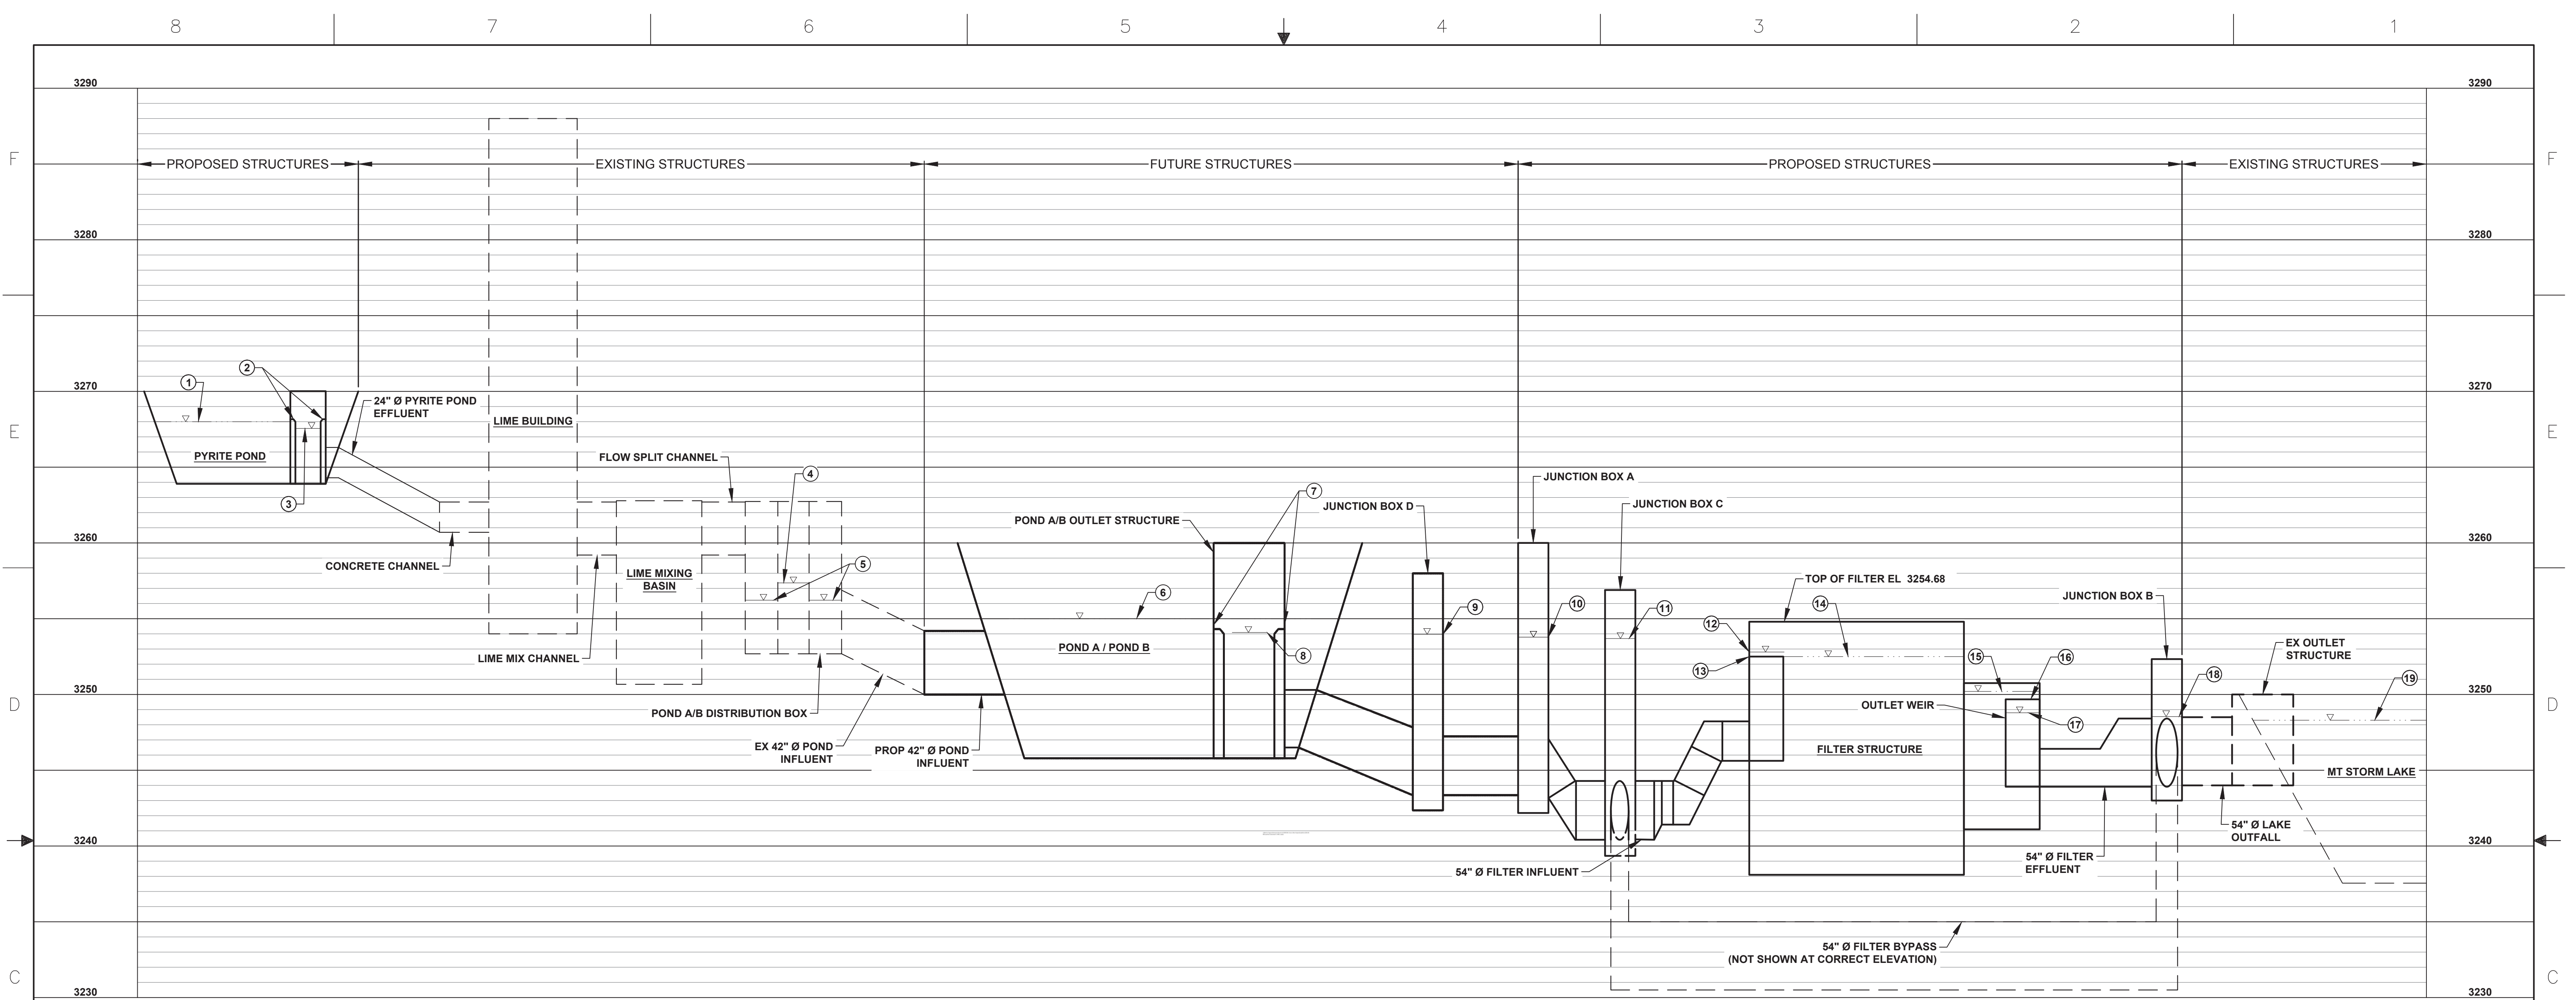 8 7 6 5 4 3 2 1
3290 3290
F PROPOSED STRUCTURES EXISTING STRUCTURES FUTURE STRUCTURES PROPOSED STRUCTURES EXISTING STRUCTURES F
3280 3280
3270 3270
1
2
24" Ø PYRITE POND
EFFLUENT
LIME BUILDING
E E
PYRITE POND
FLOW SPLIT CHANNEL
3
4
5
CONCRETE CHANNEL
LIME MIXING
BASIN
LIME MIX CHANNEL
POND A/B DISTRIBUTION BOX
EX 42" Ø POND
INFLUENT
PROP 42" Ø POND
INFLUENT
POND A/B OUTLET STRUCTURE
6
7
POND A / POND B
8
JUNCTION BOX D
JUNCTION BOX A
JUNCTION BOX C
3260 3260
9
10
11
TOP OF FILTER EL 3254.68
12
13
14
JUNCTION BOX B
15
16
17
18
EX OUTLET
STRUCTURE
19
3250 3250
D D
OUTLET WEIR
FILTER STRUCTURE
MT STORM LAKE
54" Ø LAKE
OUTFALL
3240 3240
54" Ø FILTER INFLUENT
54" Ø FILTER
EFFLUENT
54" Ø FILTER BYPASS
(NOT SHOWN AT CORRECT ELEVATION)
C C
3230 3230